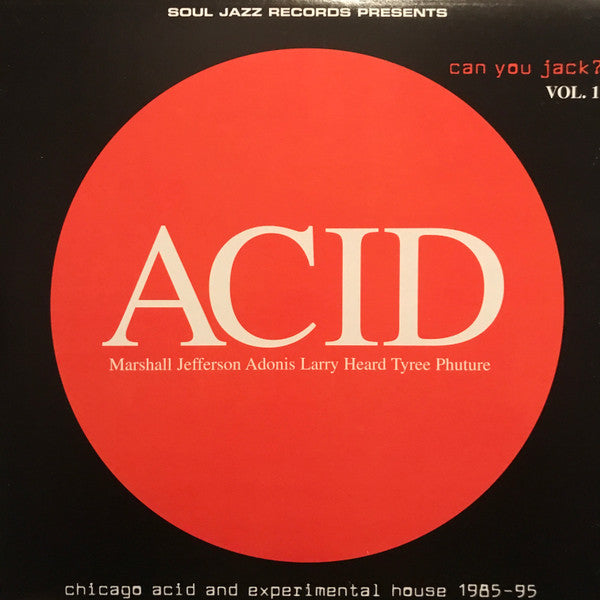 SOUL JAZZ RECORDS PRESENTS
can you jack?
VOL. 1
ACID
Marshall Jefferson Adonis Larry Heard Tyree Phuture
chicago acid and experimental house 1985-95